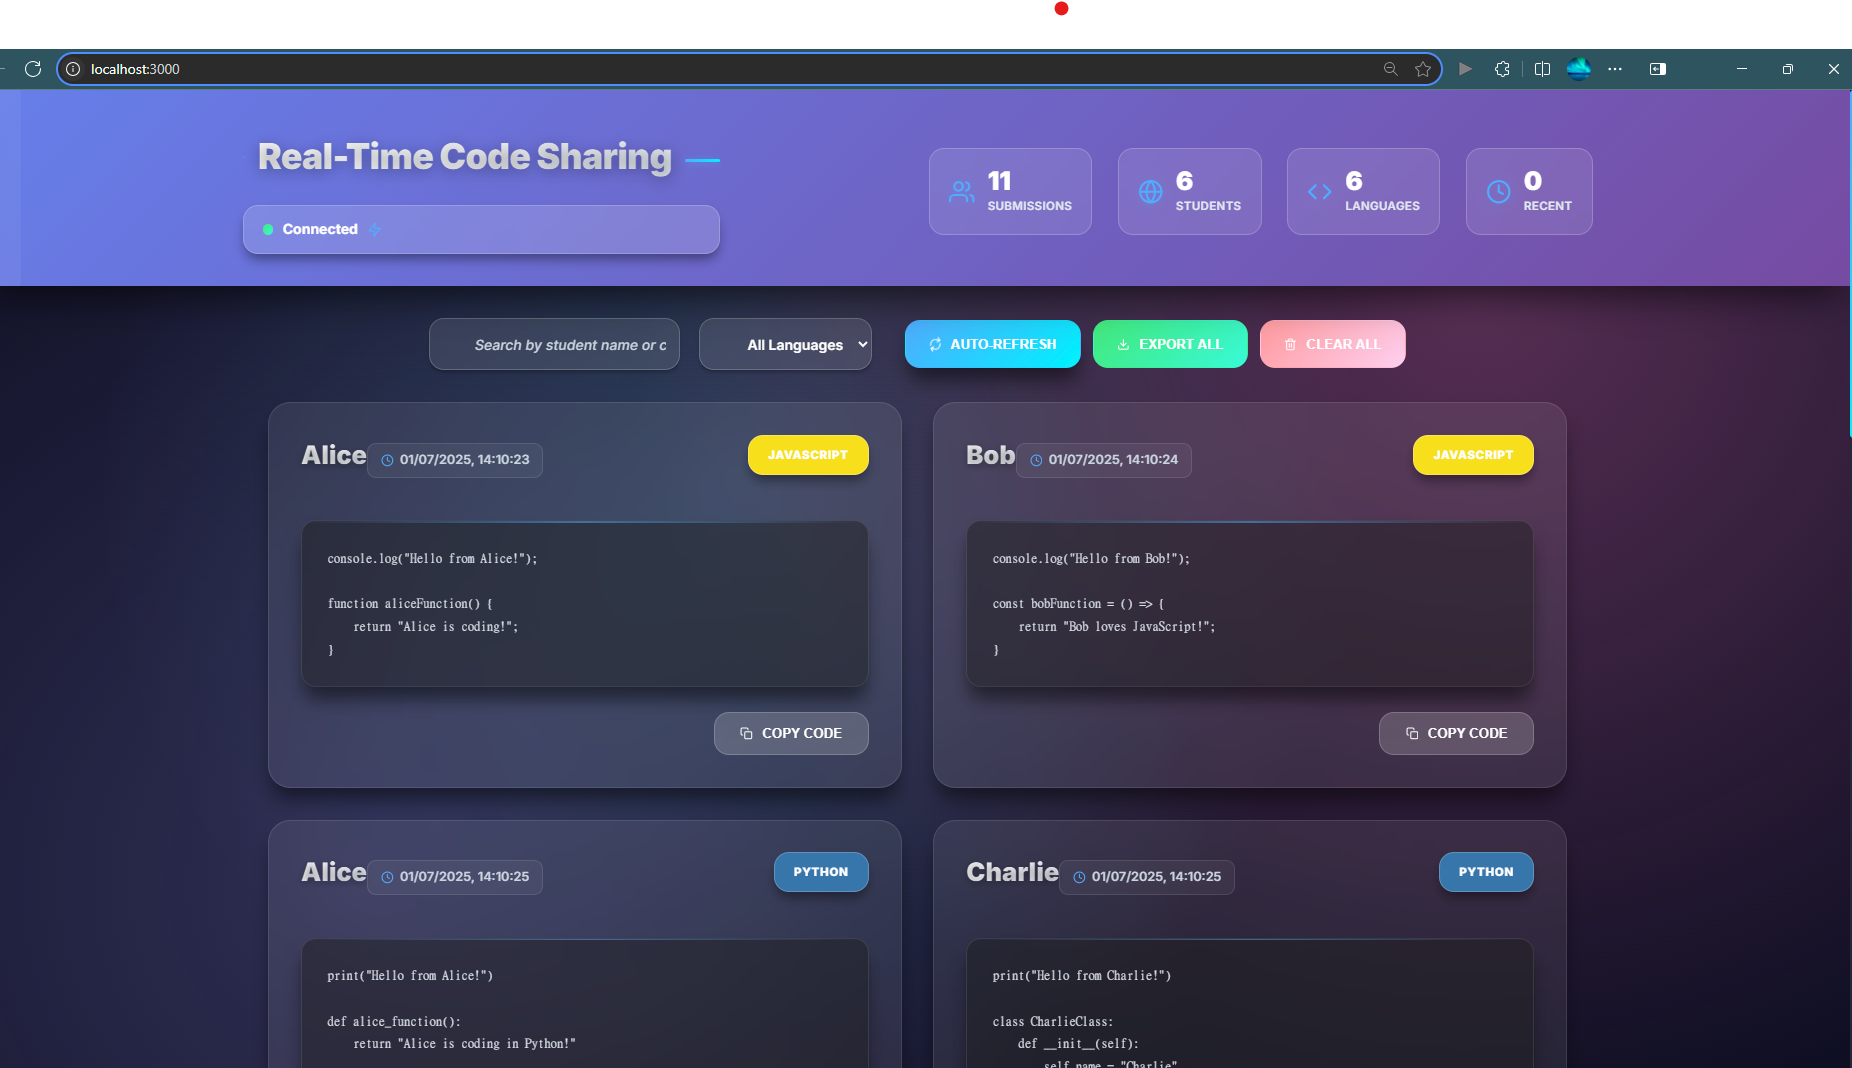 localhost:3000
Real-Time Code Sharing
Connected
11
SUBMISSIONS
6
STUDENTS
6
LANGUAGES
0
RECENT
Search by student name or c
All Languages
AUTO-REFRESH
EXPORT ALL
CLEAR ALL
Alice
01/07/2025, 14:10:23
JAVASCRIPT
console.log("Hello from Alice!");
function aliceFunction() {
    return "Alice is coding!";
}
COPY CODE
Bob
01/07/2025, 14:10:24
JAVASCRIPT
console.log("Hello from Bob!");
const bobFunction = () => {
    return "Bob loves JavaScript!";
}
COPY CODE
Alice
01/07/2025, 14:10:25
PYTHON
print("Hello from Alice!")
def alice_function():
    return "Alice is coding in Python!"
Charlie
01/07/2025, 14:10:25
PYTHON
print("Hello from Charlie!")
class CharlieClass:
    def __init__(self):
        self.name = "Charlie"